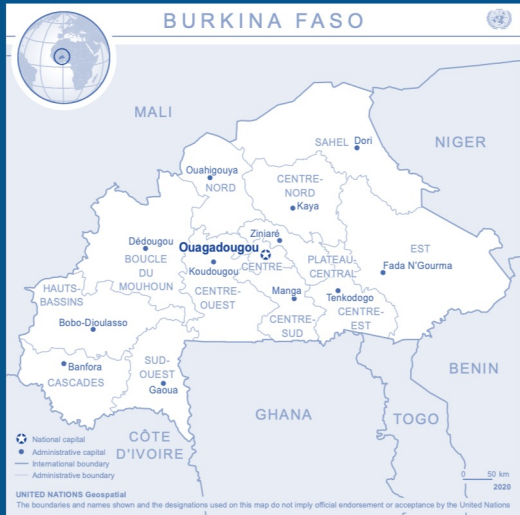 BURKINA FASO
MALI
NIGER
SAHEL
Dori
Ouahigouya
NORD
CENTRE-
NORD
Kaya
Ziniaré
EST
Dédougou
Ouagadougou
BOUCLE
DU
MOUHOUN
Koudougou
CENTRE
PLATEAU-
CENTRAL
Fada N'Gourma
HAUTS-
BASSINS
CENTRE-
OUEST
Manga
Tenkodogo
Bobo-Dioulasso
CENTRE-
SUD
CENTRE-
EST
Banfora
CASCADES
SUD-
OUEST
Gaoua
BENIN
GHANA
TOGO
CÔTE
D'IVOIRE
National capital
Administrative capital
International boundary
Administrative boundary
0 50 km
2020
UNITED NATIONS Geospatial
The boundaries and names shown and the designations used on this map do not imply official endorsement or acceptance by the United Nations